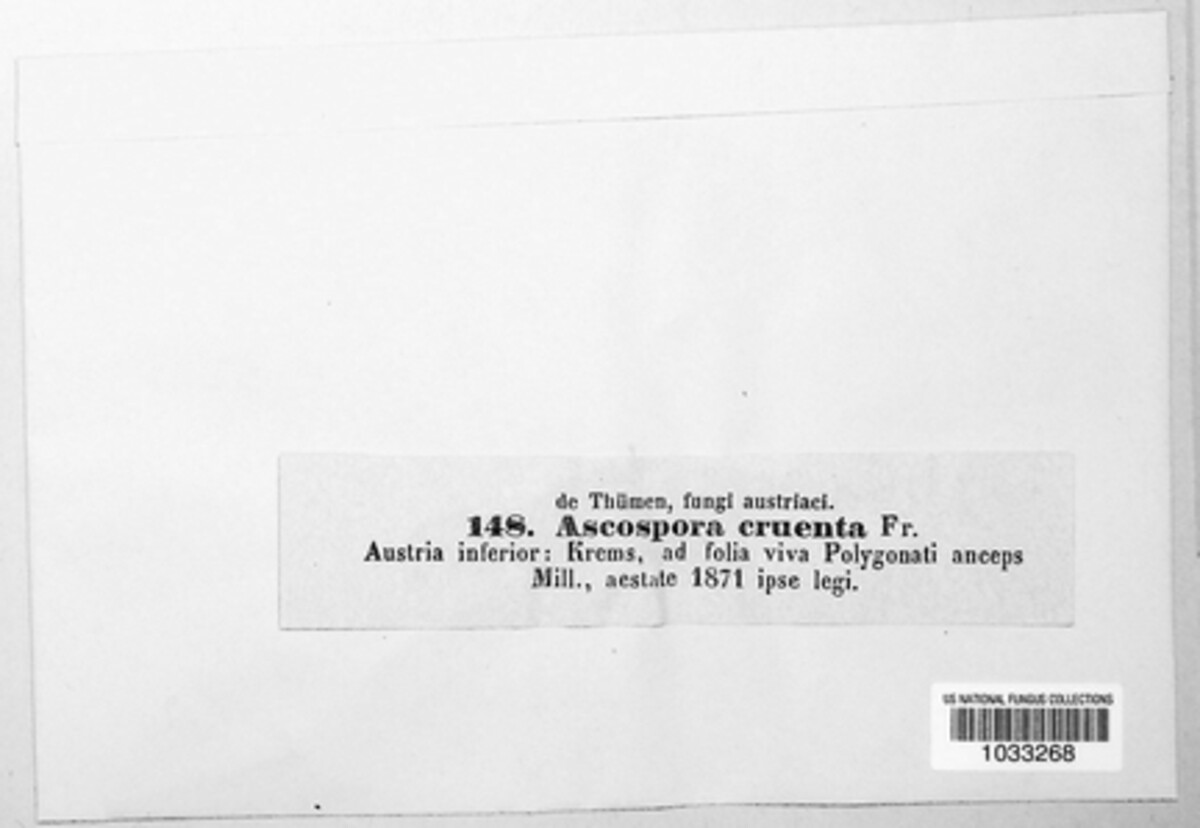 de Thümen, fungi austriaci.
148. Ascospora cruenta Fr.
Austria inferior: Krems, ad folia viva Polygonati anceps
Mill., aestate 1871 ipse legi.
US NATIONAL FUNGUS COLLECTIONS
1033268